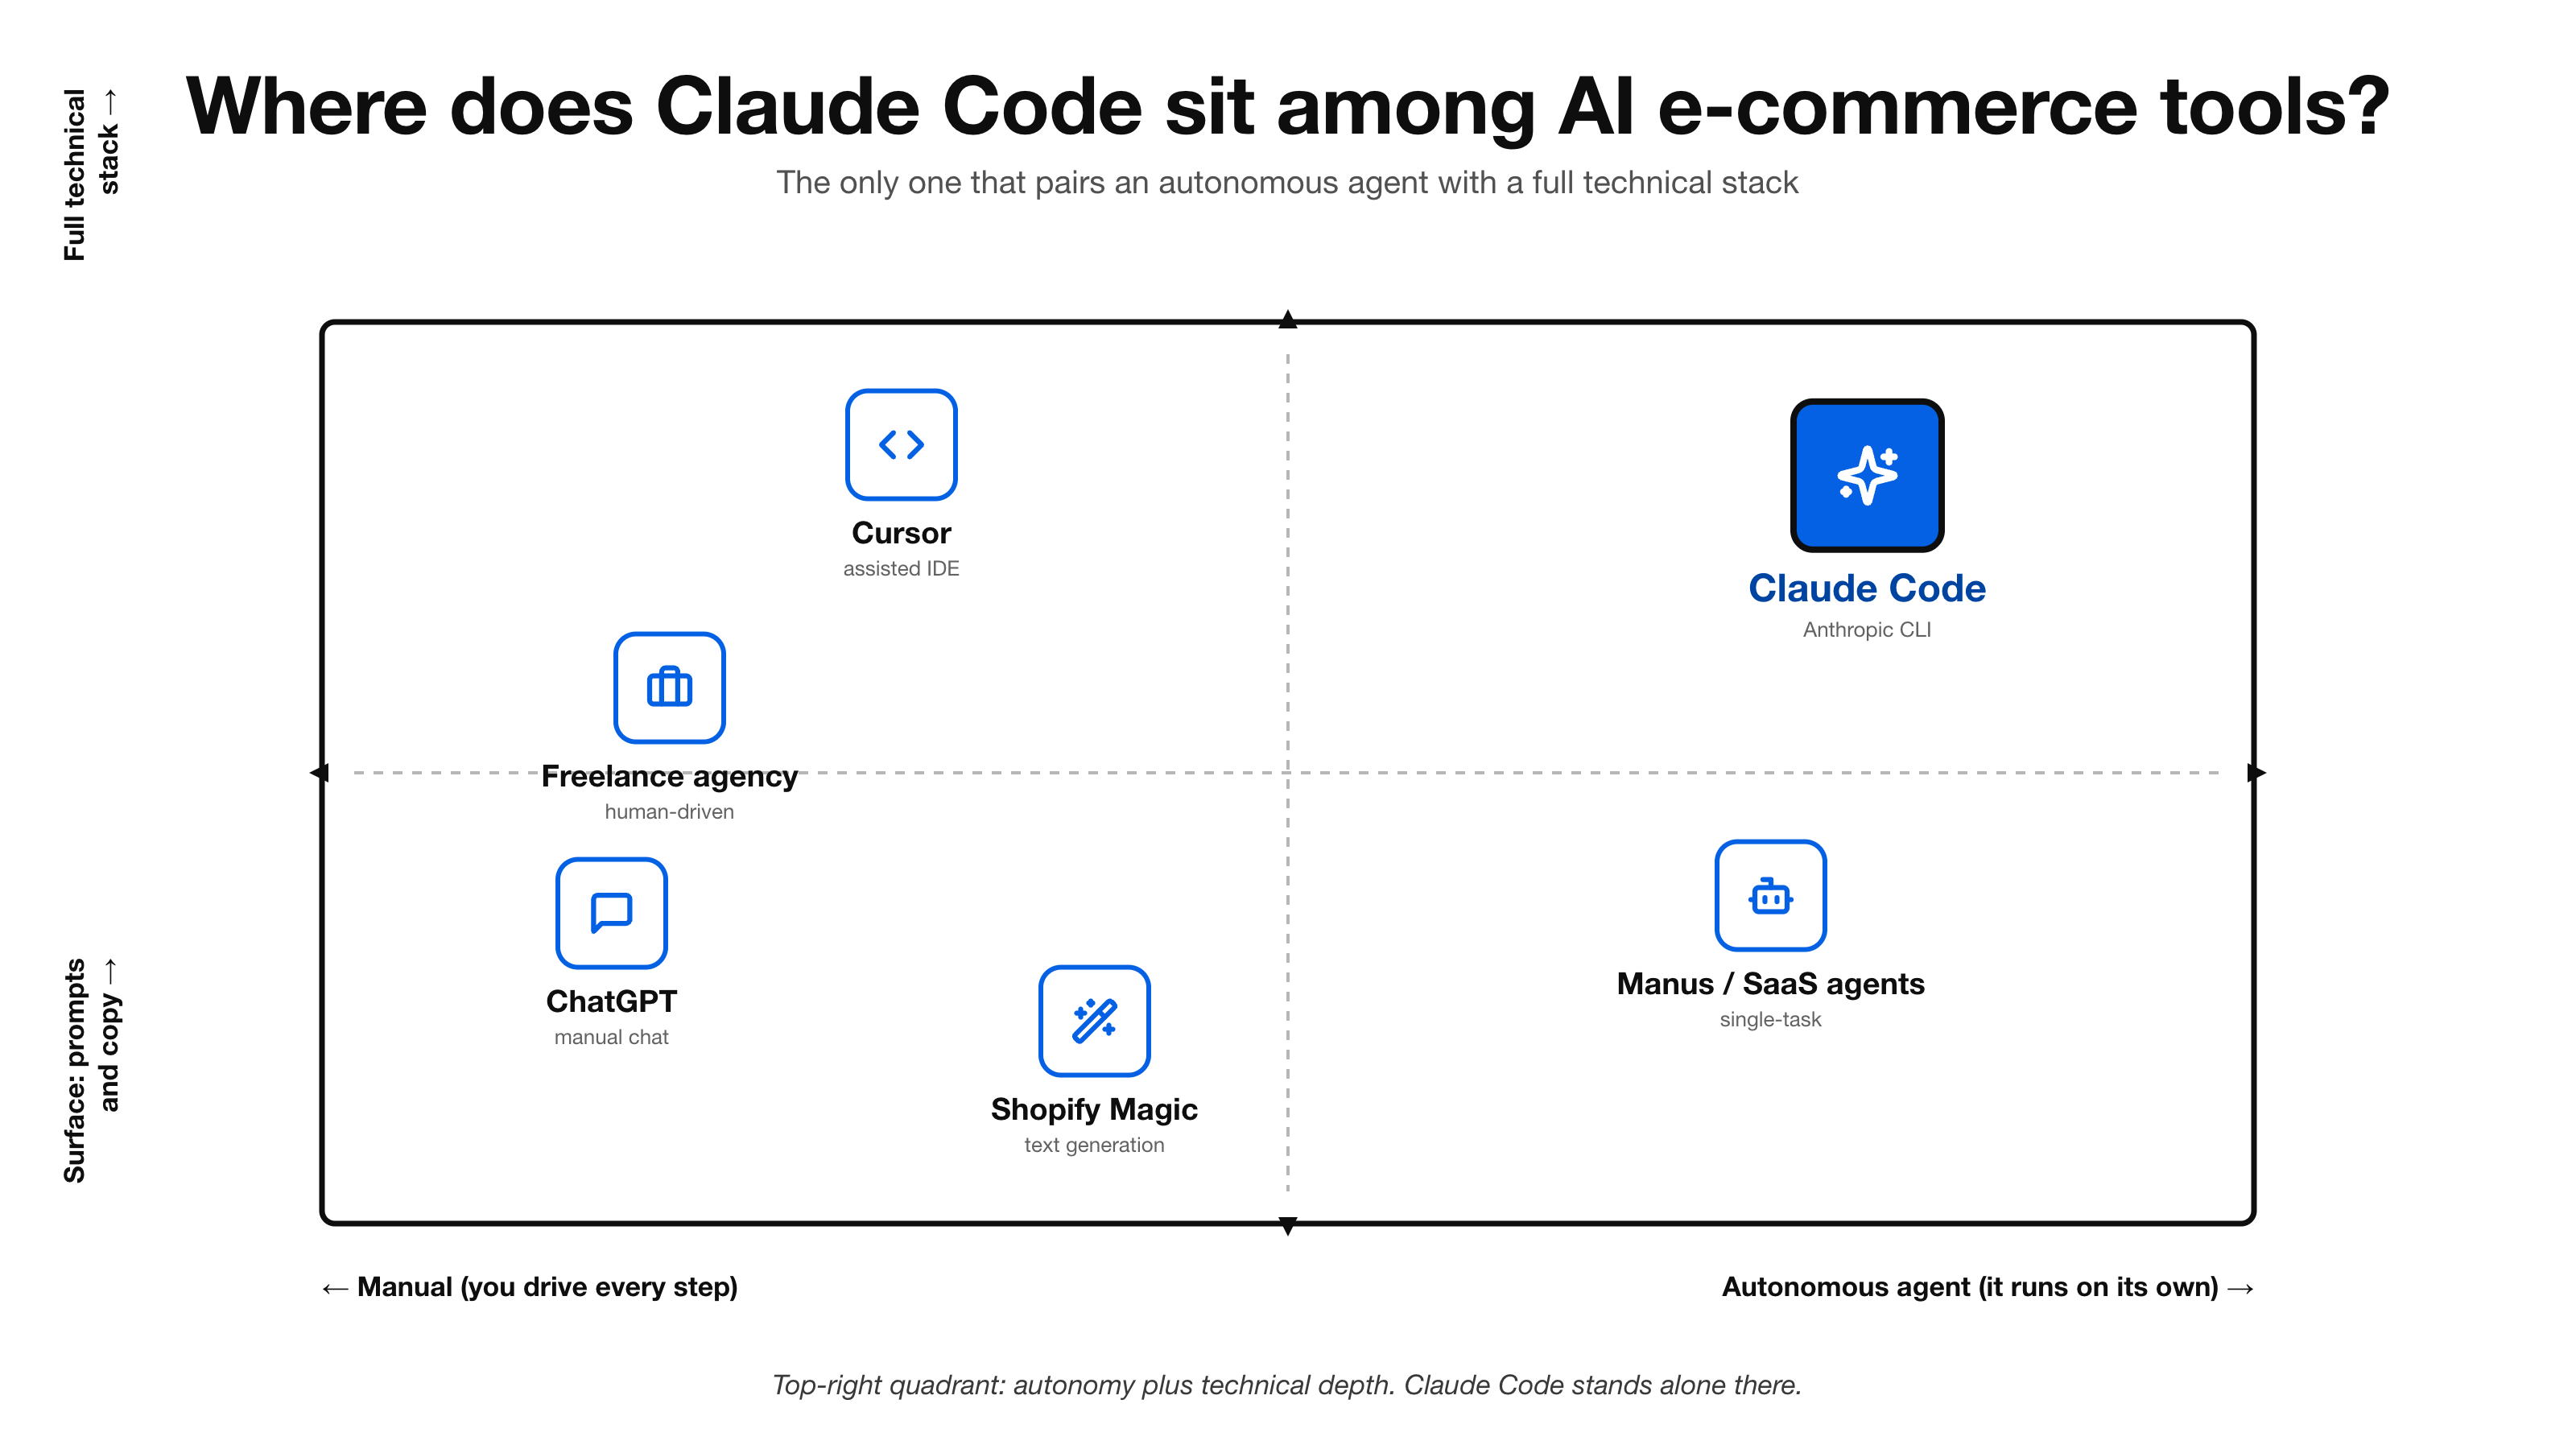 Where does Claude Code sit among AI e-commerce tools?
The only one that pairs an autonomous agent with a full technical stack
Full technical
stack →
Cursor
assisted IDE
Claude Code
Anthropic CLI
Freelance agency
human-driven
ChatGPT
manual chat
Manus / SaaS agents
single-task
Shopify Magic
text generation
Surface: prompts
and copy →
← Manual (you drive every step)
Autonomous agent (it runs on its own) →
Top-right quadrant: autonomy plus technical depth. Claude Code stands alone there.